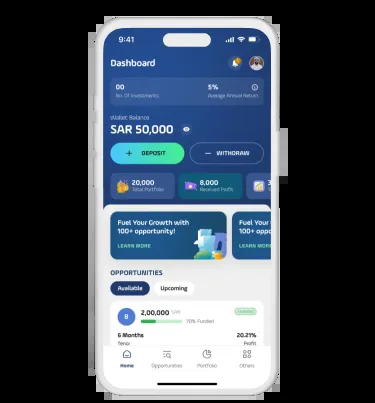 9:41
Dashboard
00
5%
No. Of Investments
Average Annual Return
Wallet Balance
SAR 50,000
+ DEPOSIT
— WITHDRAW
20,000
Total Portfolio
8,000
Received Profit
3
Fuel Your Growth with
100+ opportunity!
LEARN MORE
Fuel Your
100+ oppo
LEARN MORE
OPPORTUNITIES
Available
Upcoming
B
2,00,000 SAR
70% Funded
6 Months
20.21%
Tenor
Profit
Home
Opportunities
Portfolio
Others